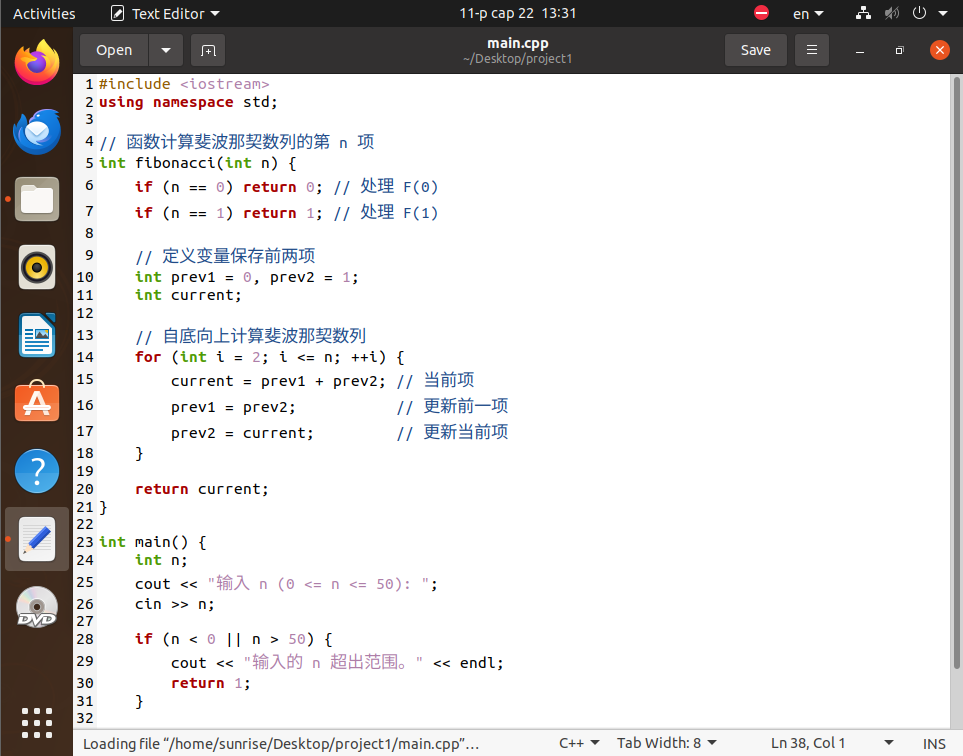 Activities Text Editor 11-р сар 22 13:31 en
Open main.cpp Save
~/Desktop/project1
1 #include <iostream>
2 using namespace std;
3
4 // 函数计算斐波那契数列的第 n 项
5 int fibonacci(int n) {
6     if (n == 0) return 0; // 处理 F(0)
7     if (n == 1) return 1; // 处理 F(1)
8
9     // 定义变量保存前两项
10     int prev1 = 0, prev2 = 1;
11     int current;
12
13     // 自底向上计算斐波那契数列
14     for (int i = 2; i <= n; ++i) {
15         current = prev1 + prev2; // 当前项
16         prev1 = prev2;           // 更新前一项
17         prev2 = current;         // 更新当前项
18     }
19
20     return current;
21 }
22
23 int main() {
24     int n;
25     cout << "输入 n (0 <= n <= 50): ";
26     cin >> n;
27
28     if (n < 0 || n > 50) {
29         cout << "输入的 n 超出范围。" << endl;
30         return 1;
31     }
32
Loading file “/home/sunrise/Desktop/project1/main.cpp”… C++ Tab Width: 8 Ln 38, Col 1 INS
DVD